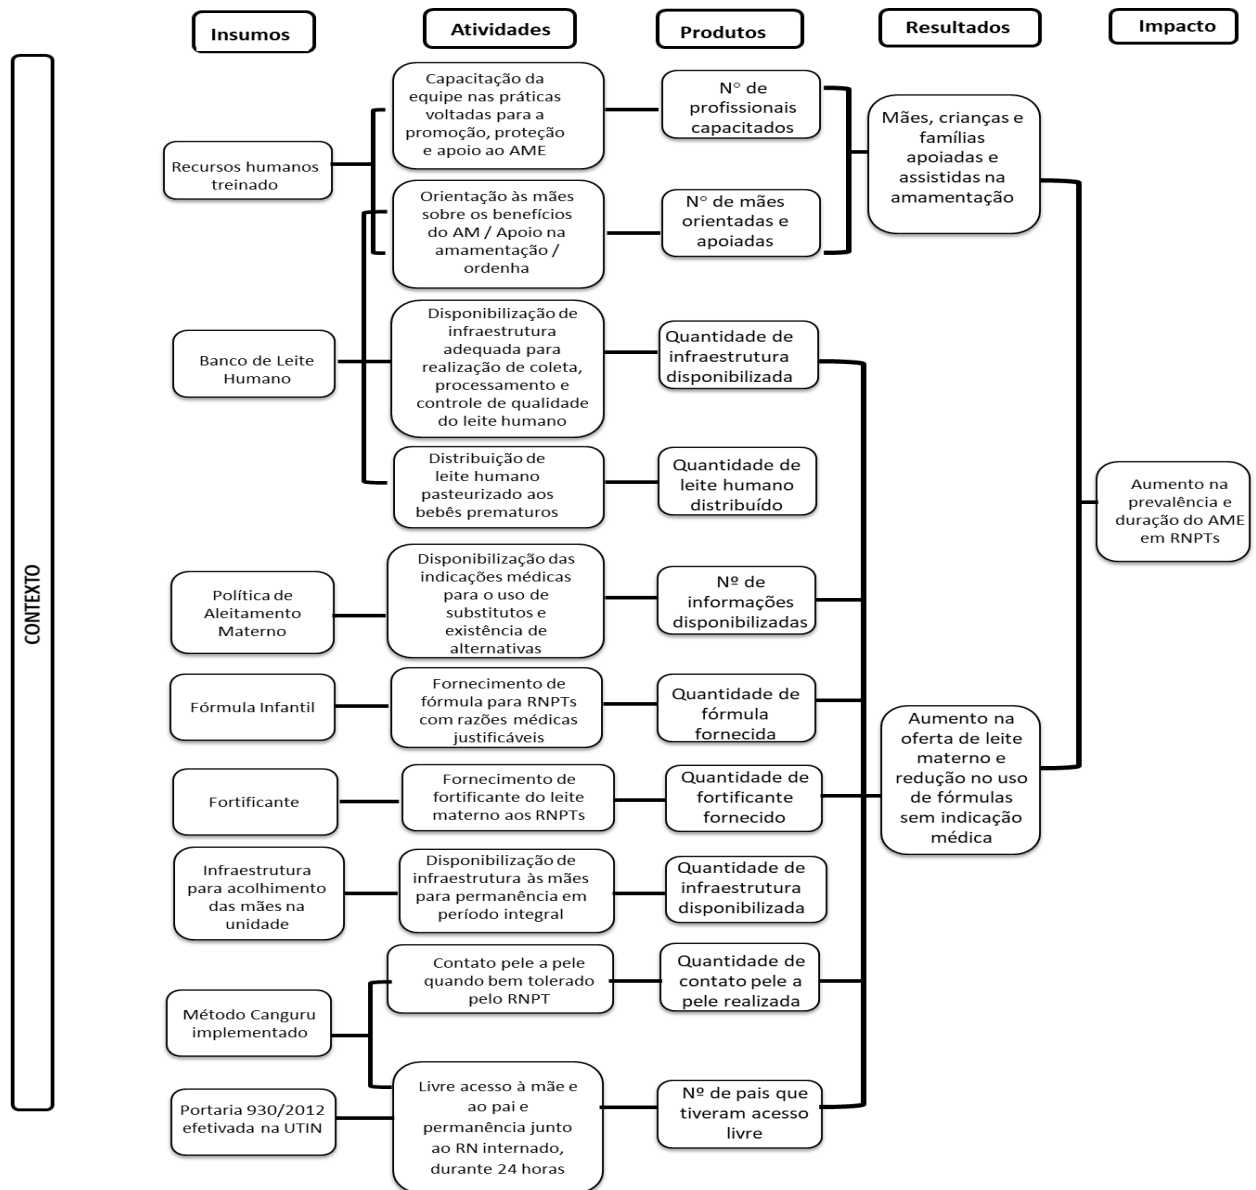 Insumos
Atividades
Produtos
Resultados
Impacto
CONTEXTO
Recursos humanos
treinado
Capacitação da
equipe nas práticas
voltadas para a
promoção, proteção
e apoio ao AME
N° de
profissionais
capacitados
Mães, crianças e
famílias
apoiadas e
assistidas na
amamentação
Orientação às mães
sobre os benefícios
do AM / Apoio na
amamentação /
ordenha
N° de mães
orientadas e
apoiadas
Banco de Leite
Humano
Disponibilização de
infraestrutura
adequada para
realização de coleta,
processamento e
controle de qualidade
do leite humano
Quantidade de
infraestrutura
disponibilizada
Distribuição de
leite humano
pasteurizado aos
bebês prematuros
Quantidade de
leite humano
distribuído
Aumento na
prevalência e
duração do AME
em RNPTs
Política de
Aleitamento
Materno
Disponibilização das
indicações médicas
para o uso de
substitutos e
existência de
alternativas
Nº de
informações
disponibilizadas
Fórmula Infantil
Fornecimento de
fórmula para RNPTs
com razões médicas
justificáveis
Quantidade de
fórmula
fornecida
Aumento na
oferta de leite
materno e
redução no uso
de fórmulas
sem indicação
médica
Fortificante
Fornecimento de
fortificante do leite
materno aos RNPTs
Quantidade de
fortificante
fornecido
Infraestrutura
para acolhimento
das mães na
unidade
Disponibilização de
infraestrutura às mães
para permanência em
período integral
Quantidade de
infraestrutura
disponibilizada
Método Canguru
implementado
Contato pele a pele
quando bem tolerado
pelo RNPT
Quantidade de
contato pele a
pele realizada
Portaria 930/2012
efetivada na UTIN
Livre acesso à mãe e
ao pai e
permanência junto
ao RN internado,
durante 24 horas
Nº de pais que
tiveram acesso
livre